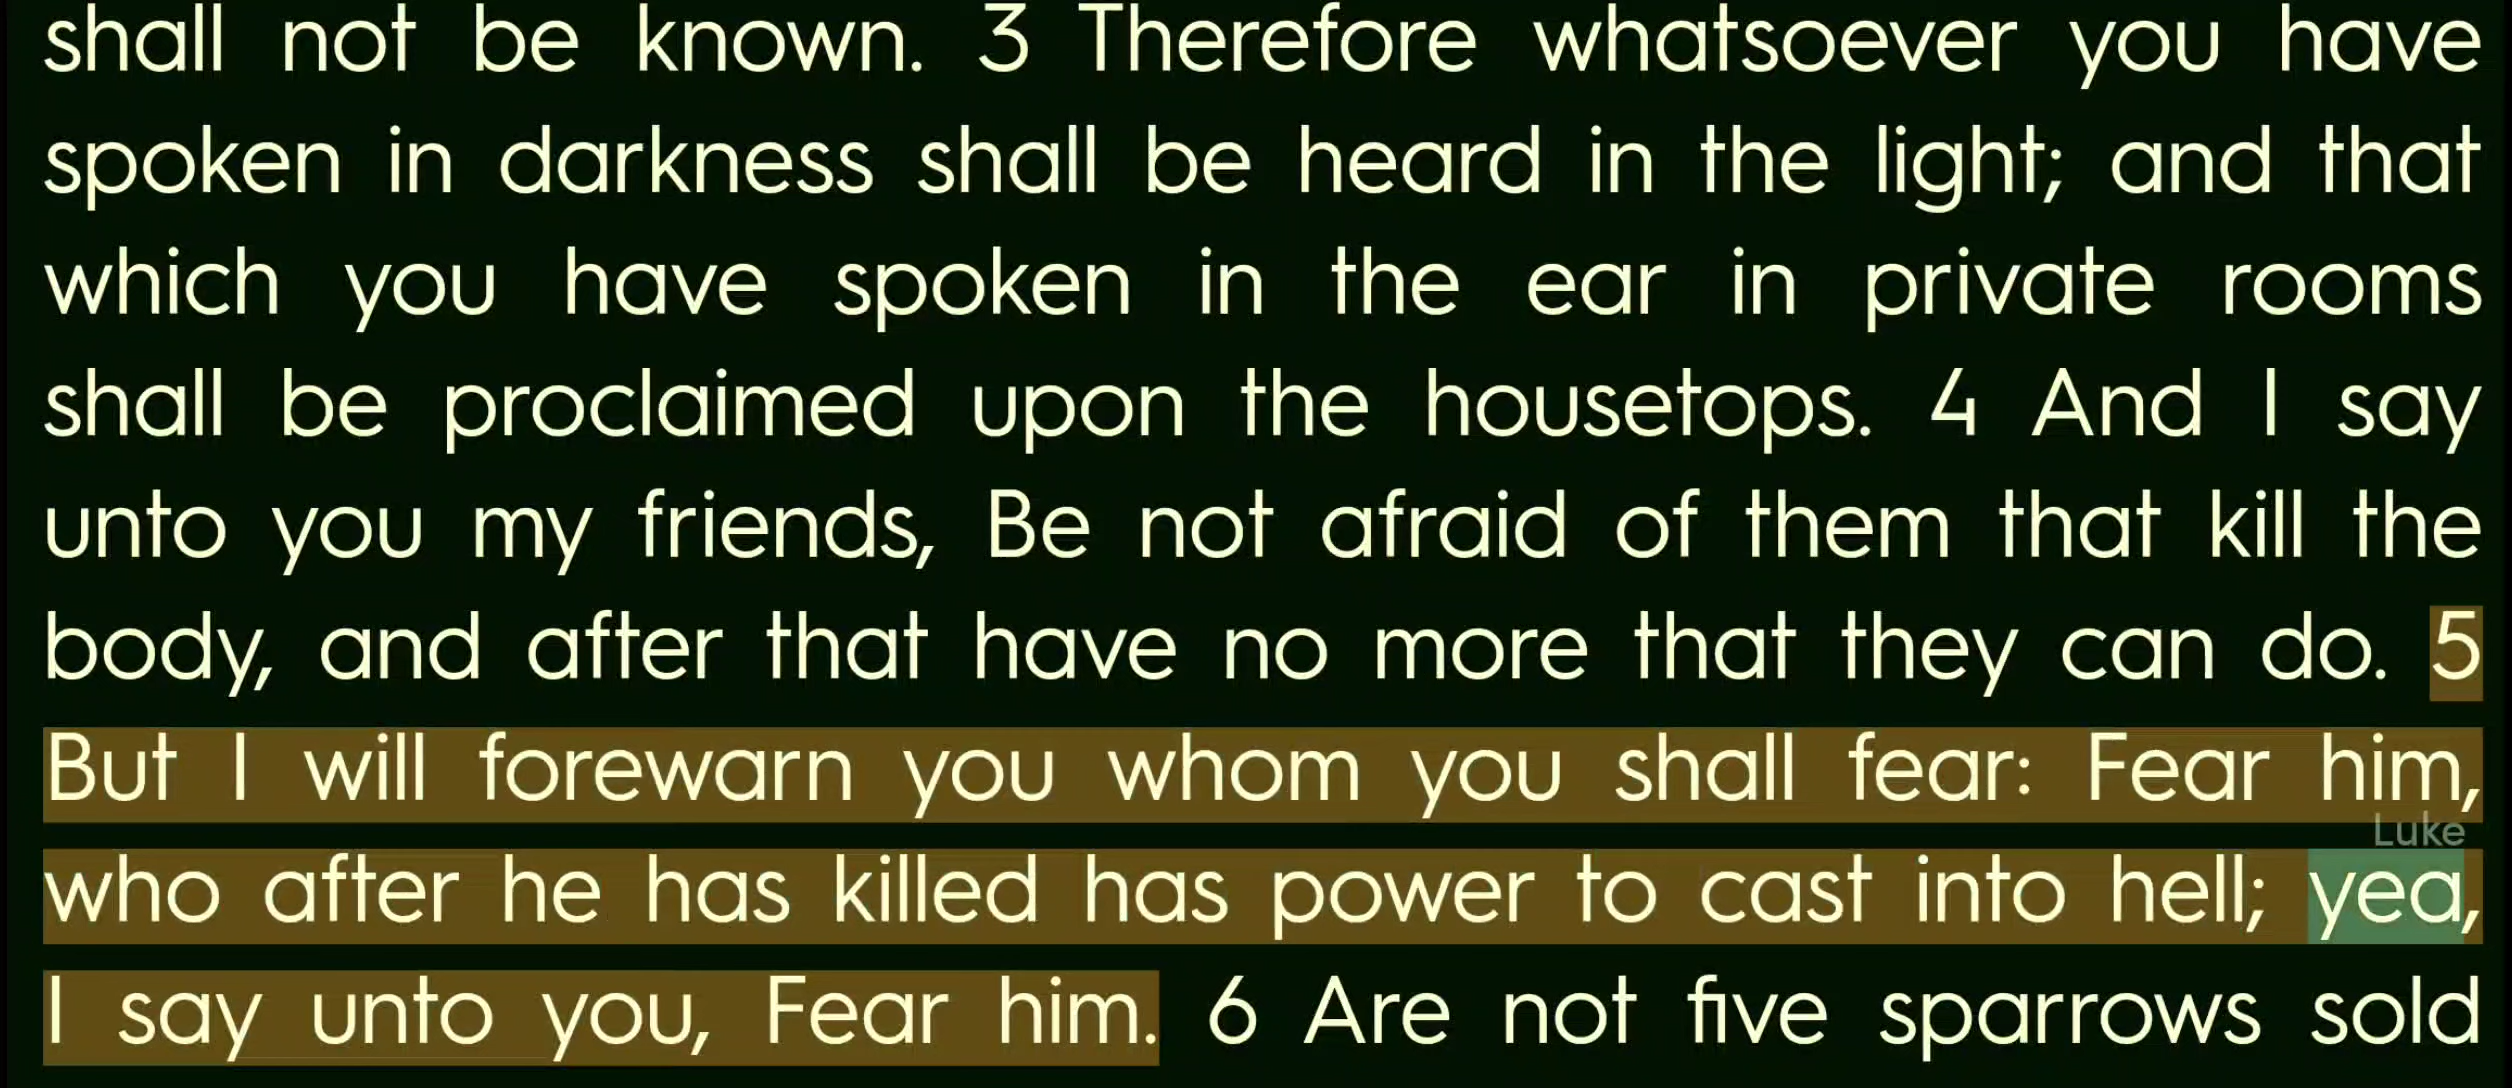 shall not be known. 3 Therefore whatsoever you have
spoken in darkness shall be heard in the light; and that
which you have spoken in the ear in private rooms
shall be proclaimed upon the housetops. 4 And I say
unto you my friends, Be not afraid of them that kill the
body, and after that have no more that they can do. 5
But I will forewarn you whom you shall fear: Fear him,
Luke
who after he has killed has power to cast into hell; yea,
I say unto you, Fear him. 6 Are not five sparrows sold